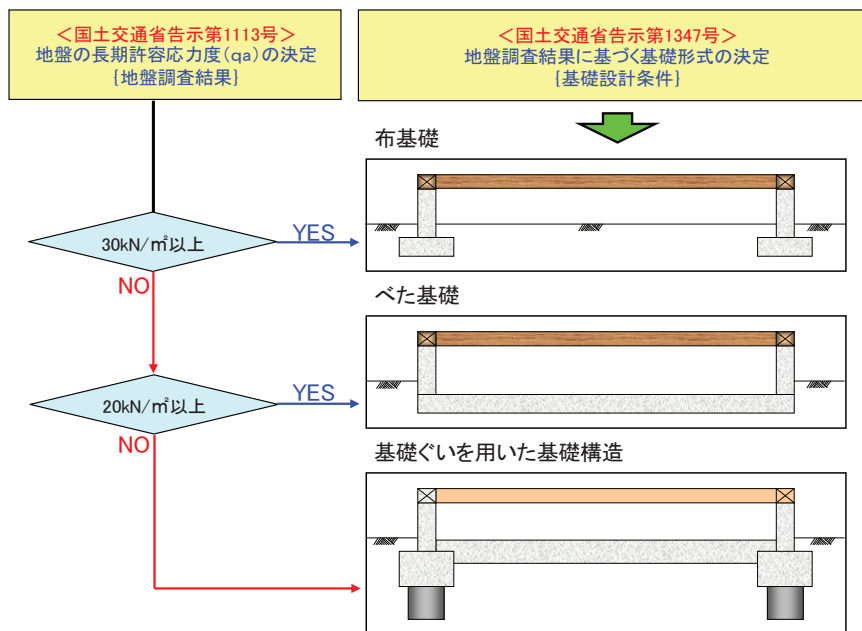 <国土交通省告示第1113号>
地盤の長期許容応力度(qa)の決定
{地盤調査結果}
<国土交通省告示第1347号>
地盤調査結果に基づく基礎形式の決定
{基礎設計条件}
布基礎
30kN/㎡以上
YES
NO
べた基礎
20kN/㎡以上
YES
NO
基礎ぐいを用いた基礎構造